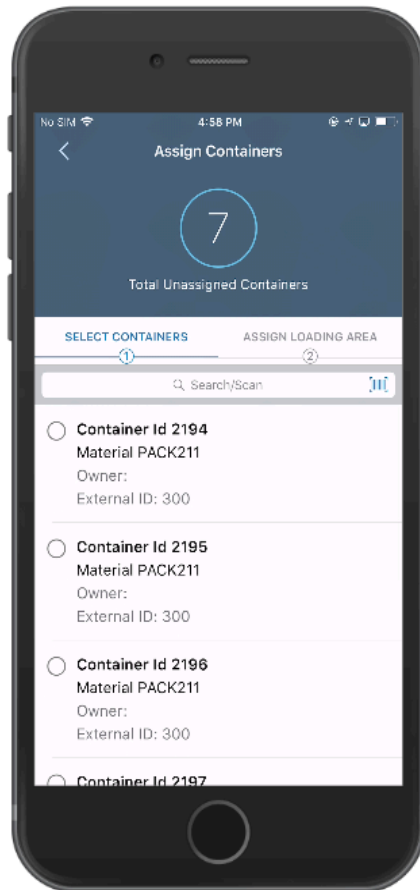 No SIM 4:58 PM
Assign Containers
7
Total Unassigned Containers
SELECT CONTAINERS ASSIGN LOADING AREA
1 2
Search/Scan
Container Id 2194
Material PACK211
Owner:
External ID: 300
Container Id 2195
Material PACK211
Owner:
External ID: 300
Container Id 2196
Material PACK211
Owner:
External ID: 300
Container Id 2197